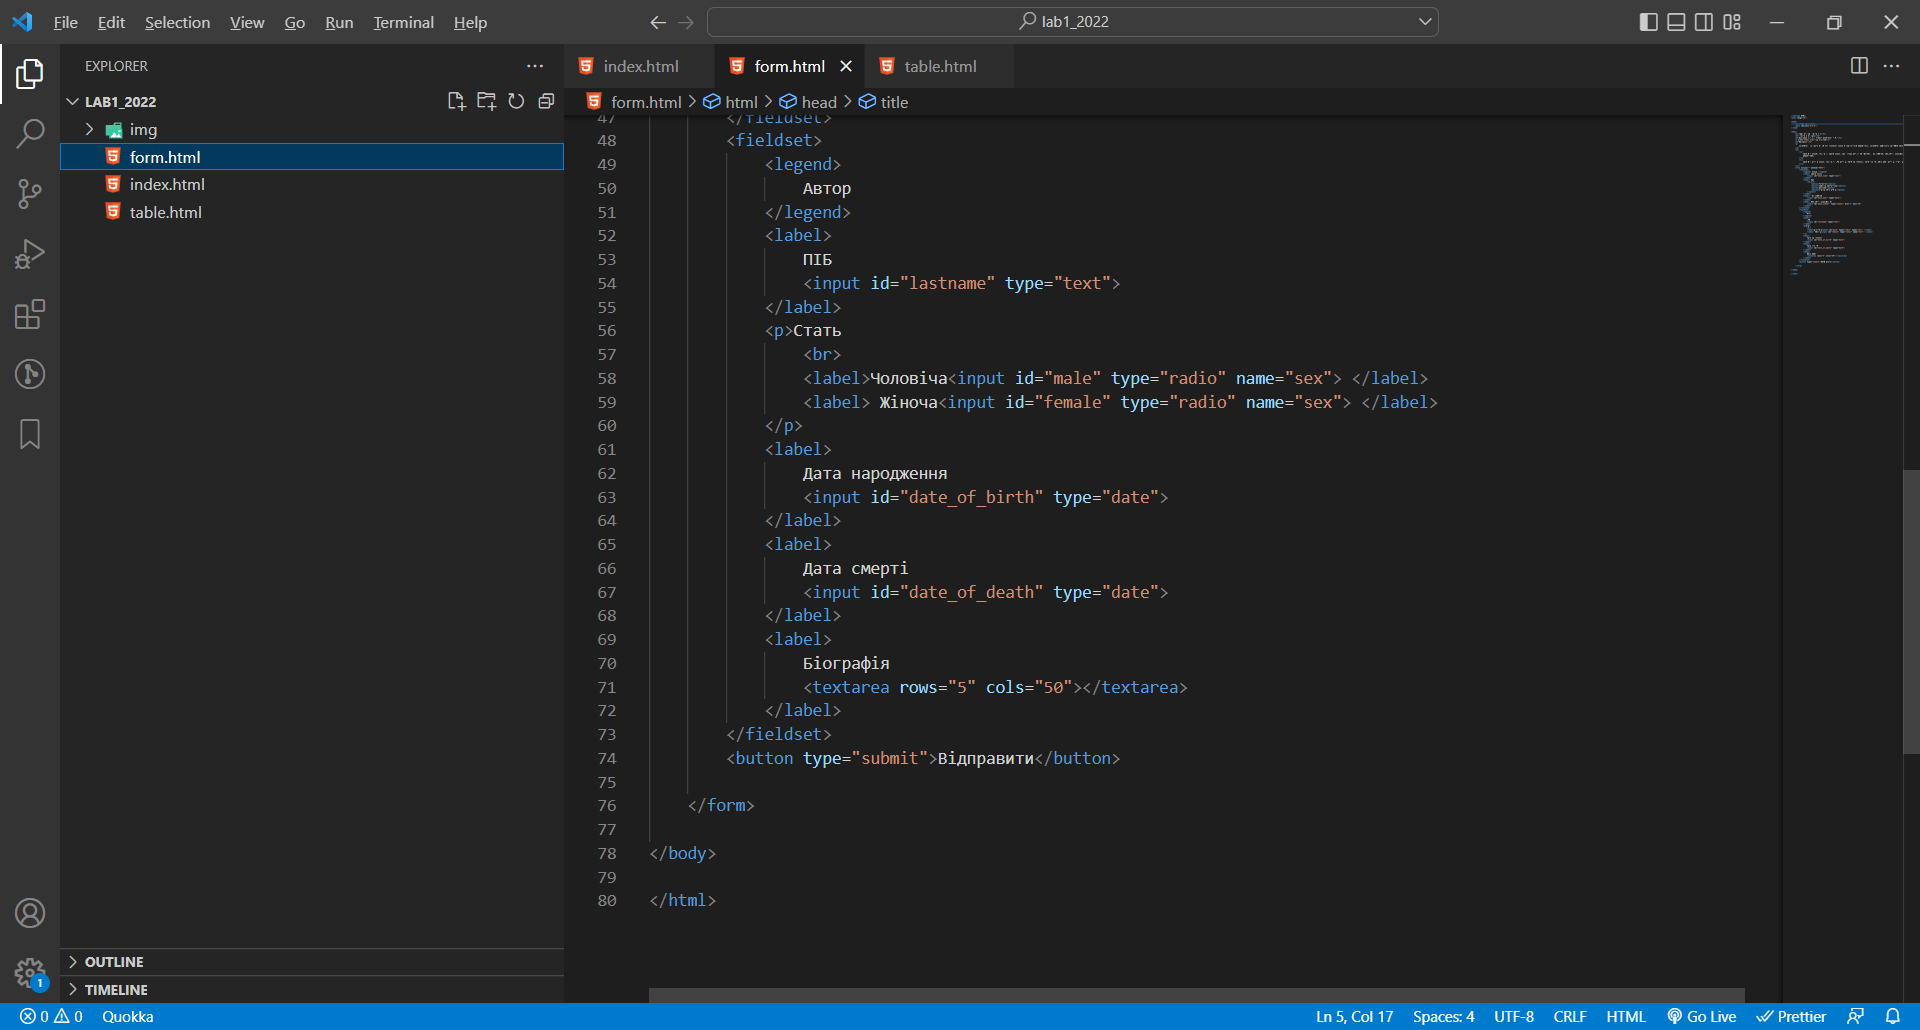 File Edit Selection View Go Run Terminal Help
lab1_2022
EXPLORER
LAB1_2022
img
form.html
index.html
table.html
OUTLINE
TIMELINE
index.html
form.html
table.html
form.html > html > head > title
47 </fieldset>
48 <fieldset>
49 <legend>
50 Автор
51 </legend>
52 <label>
53 ПІБ
54 <input id="lastname" type="text">
55 </label>
56 <p>Стать
57 <br>
58 <label>Чоловіча<input id="male" type="radio" name="sex"> </label>
59 <label> Жіноча<input id="female" type="radio" name="sex"> </label>
60 </p>
61 <label>
62 Дата народження
63 <input id="date_of_birth" type="date">
64 </label>
65 <label>
66 Дата смерті
67 <input id="date_of_death" type="date">
68 </label>
69 <label>
70 Біографія
71 <textarea rows="5" cols="50"></textarea>
72 </label>
73 </fieldset>
74 <button type="submit">Відправити</button>
75
76 </form>
77
78 </body>
79
80 </html>
1
0 0 Quokka
Ln 5, Col 17 Spaces: 4 UTF-8 CRLF HTML Go Live Prettier